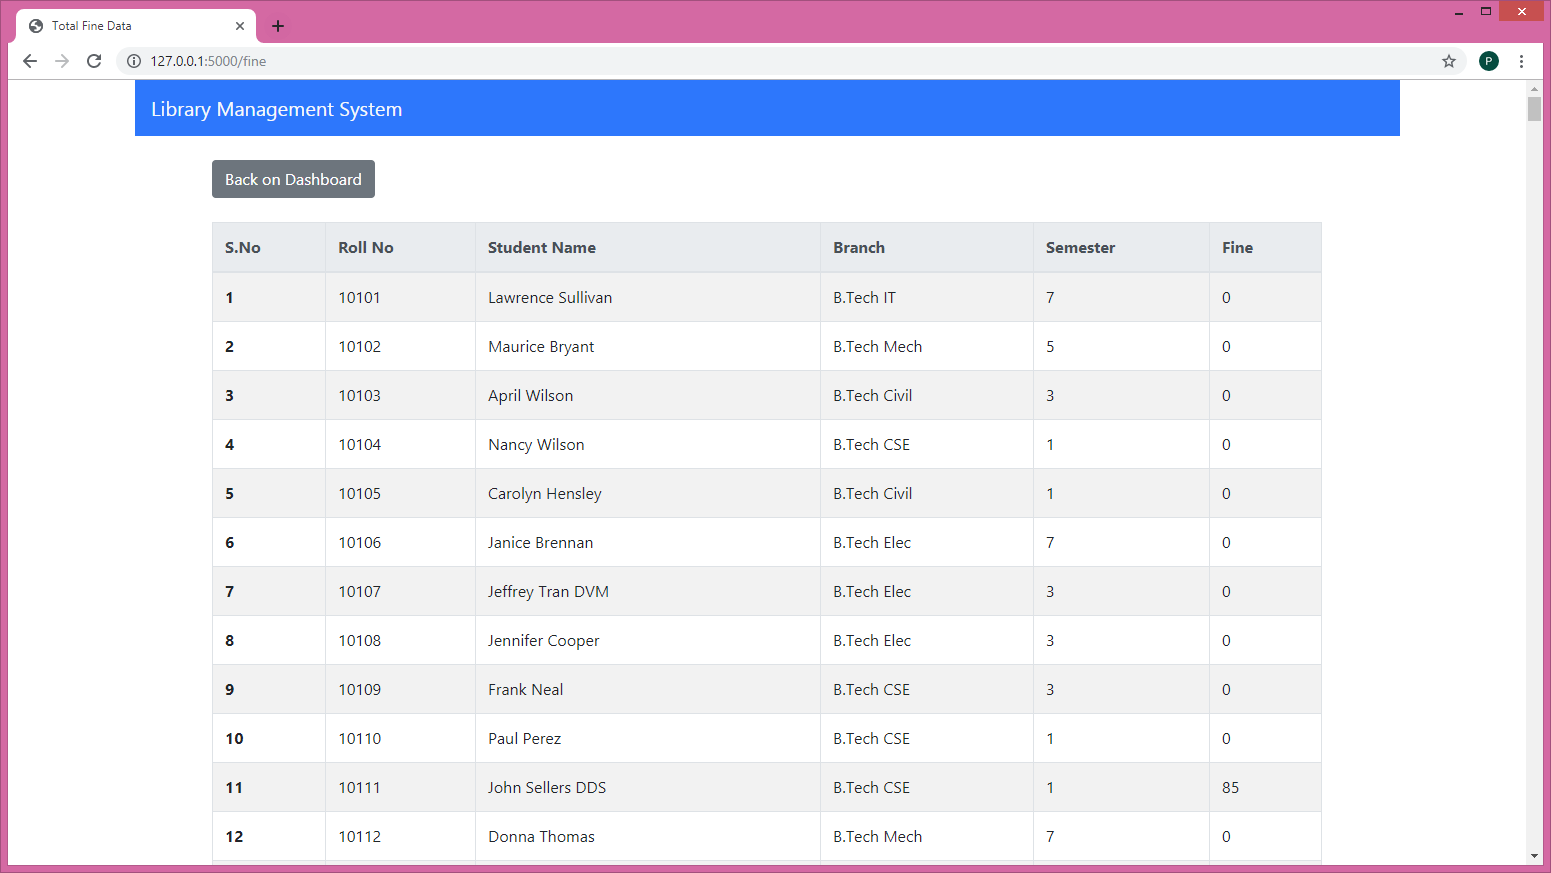 Total Fine Data
127.0.0.1:5000/fine
P
Library Management System
Back on Dashboard
S.No Roll No Student Name Branch Semester Fine
1 10101 Lawrence Sullivan B.Tech IT 7 0
2 10102 Maurice Bryant B.Tech Mech 5 0
3 10103 April Wilson B.Tech Civil 3 0
4 10104 Nancy Wilson B.Tech CSE 1 0
5 10105 Carolyn Hensley B.Tech Civil 1 0
6 10106 Janice Brennan B.Tech Elec 7 0
7 10107 Jeffrey Tran DVM B.Tech Elec 3 0
8 10108 Jennifer Cooper B.Tech Elec 3 0
9 10109 Frank Neal B.Tech CSE 3 0
10 10110 Paul Perez B.Tech CSE 1 0
11 10111 John Sellers DDS B.Tech CSE 1 85
12 10112 Donna Thomas B.Tech Mech 7 0